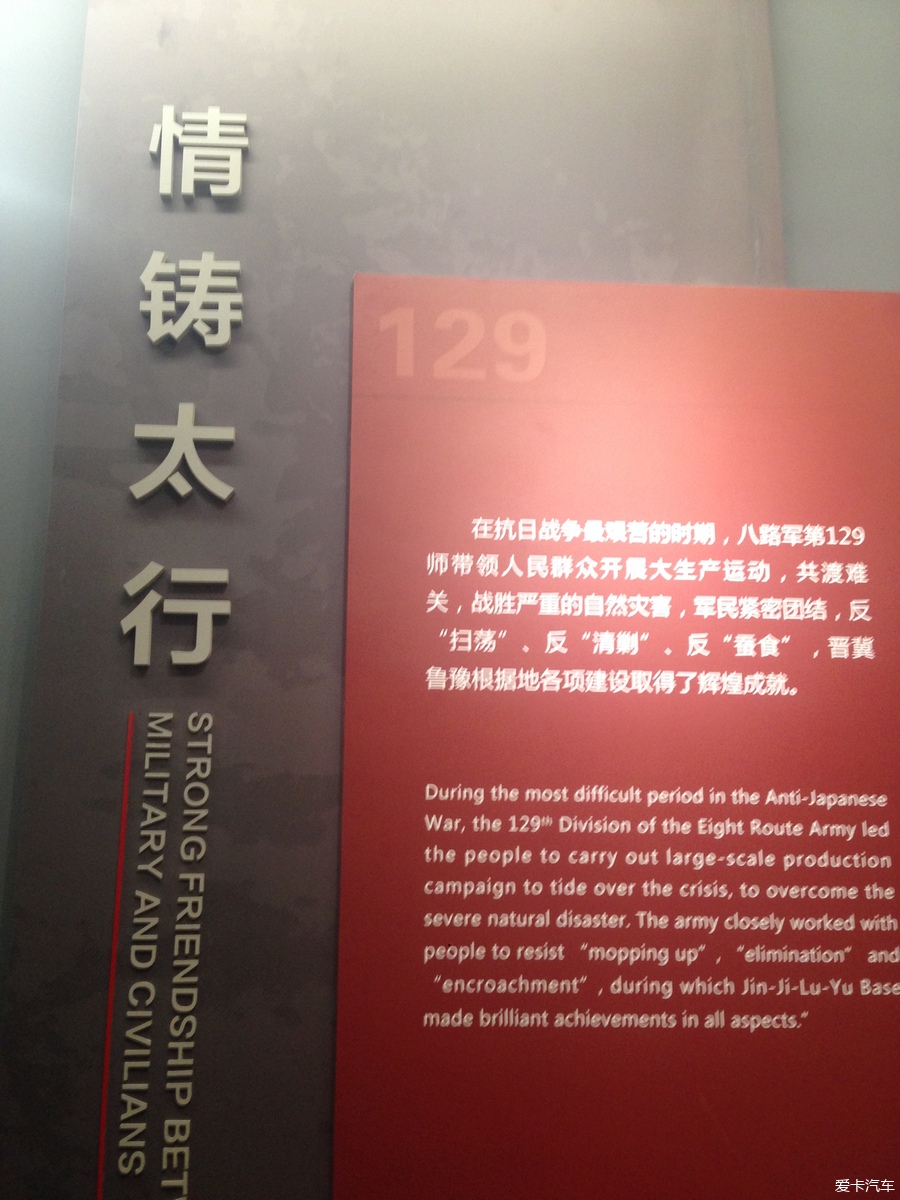 情铸太行
STRONG FRIENDSHIP BETW
MILITARY AND CIVILIANS
129
在抗日战争最艰苦的时期，八路军第129
师带领人民群众开展大生产运动，共渡难
关，战胜严重的自然灾害，军民紧密团结，反
“扫荡”、反“清剿”、反“蚕食”，晋冀
鲁豫根据地各项建设取得了辉煌成就。
During the most difficult period in the Anti-Japanese
War, the 129th Division of the Eight Route Army led
the people to carry out large-scale production
campaign to tide over the crisis, to overcome the
severe natural disaster. The army closely worked with
people to resist “mopping up”, “elimination” and
“encroachment”, during which Jin-Ji-Lu-Yu Base
made brilliant achievements in all aspects.”
爱卡汽车